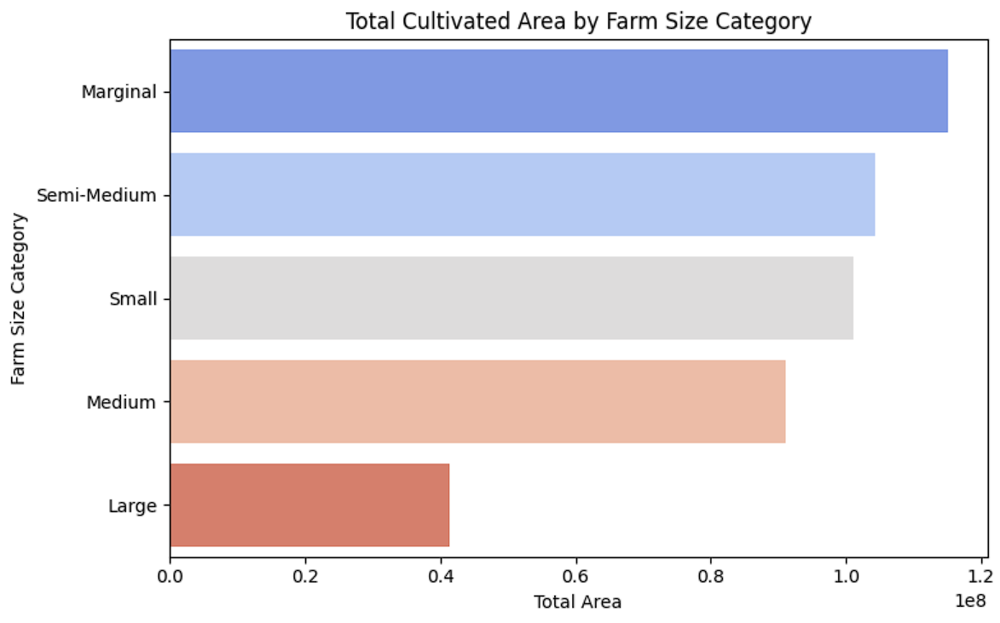 Total Cultivated Area by Farm Size Category
Farm Size Category
Marginal
Semi-Medium
Small
Medium
Large
0.0 0.2 0.4 0.6 0.8 1.0 1.2
Total Area
1e8